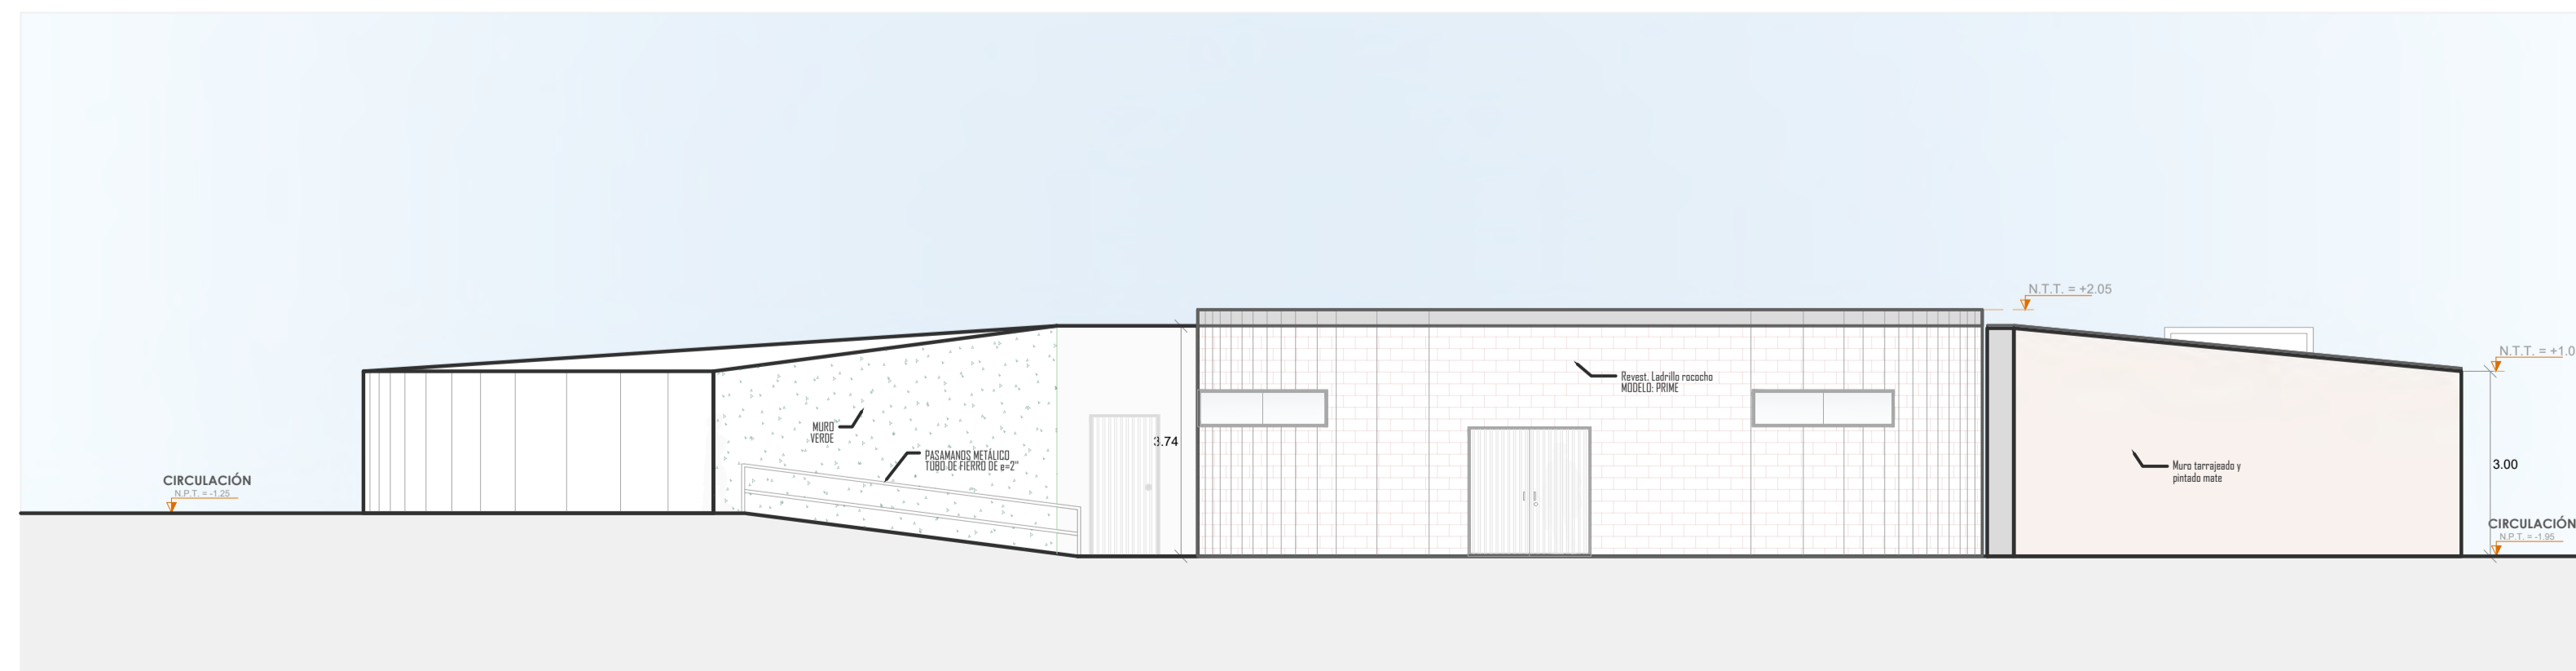 N.T.T. = +2.05
N.T.T. = +1.0
Revest. Ladrillo rococho
MODELO: PRIME
MURO
VERDE
3.74
PASAMANOS METÁLICO
TUBO DE FIERRO DE e=2"
Muro tarrajeado y
pintado mate
3.00
CIRCULACIÓN
N.P.T. = -1.25
CIRCULACIÓN
N.P.T. = -1.95